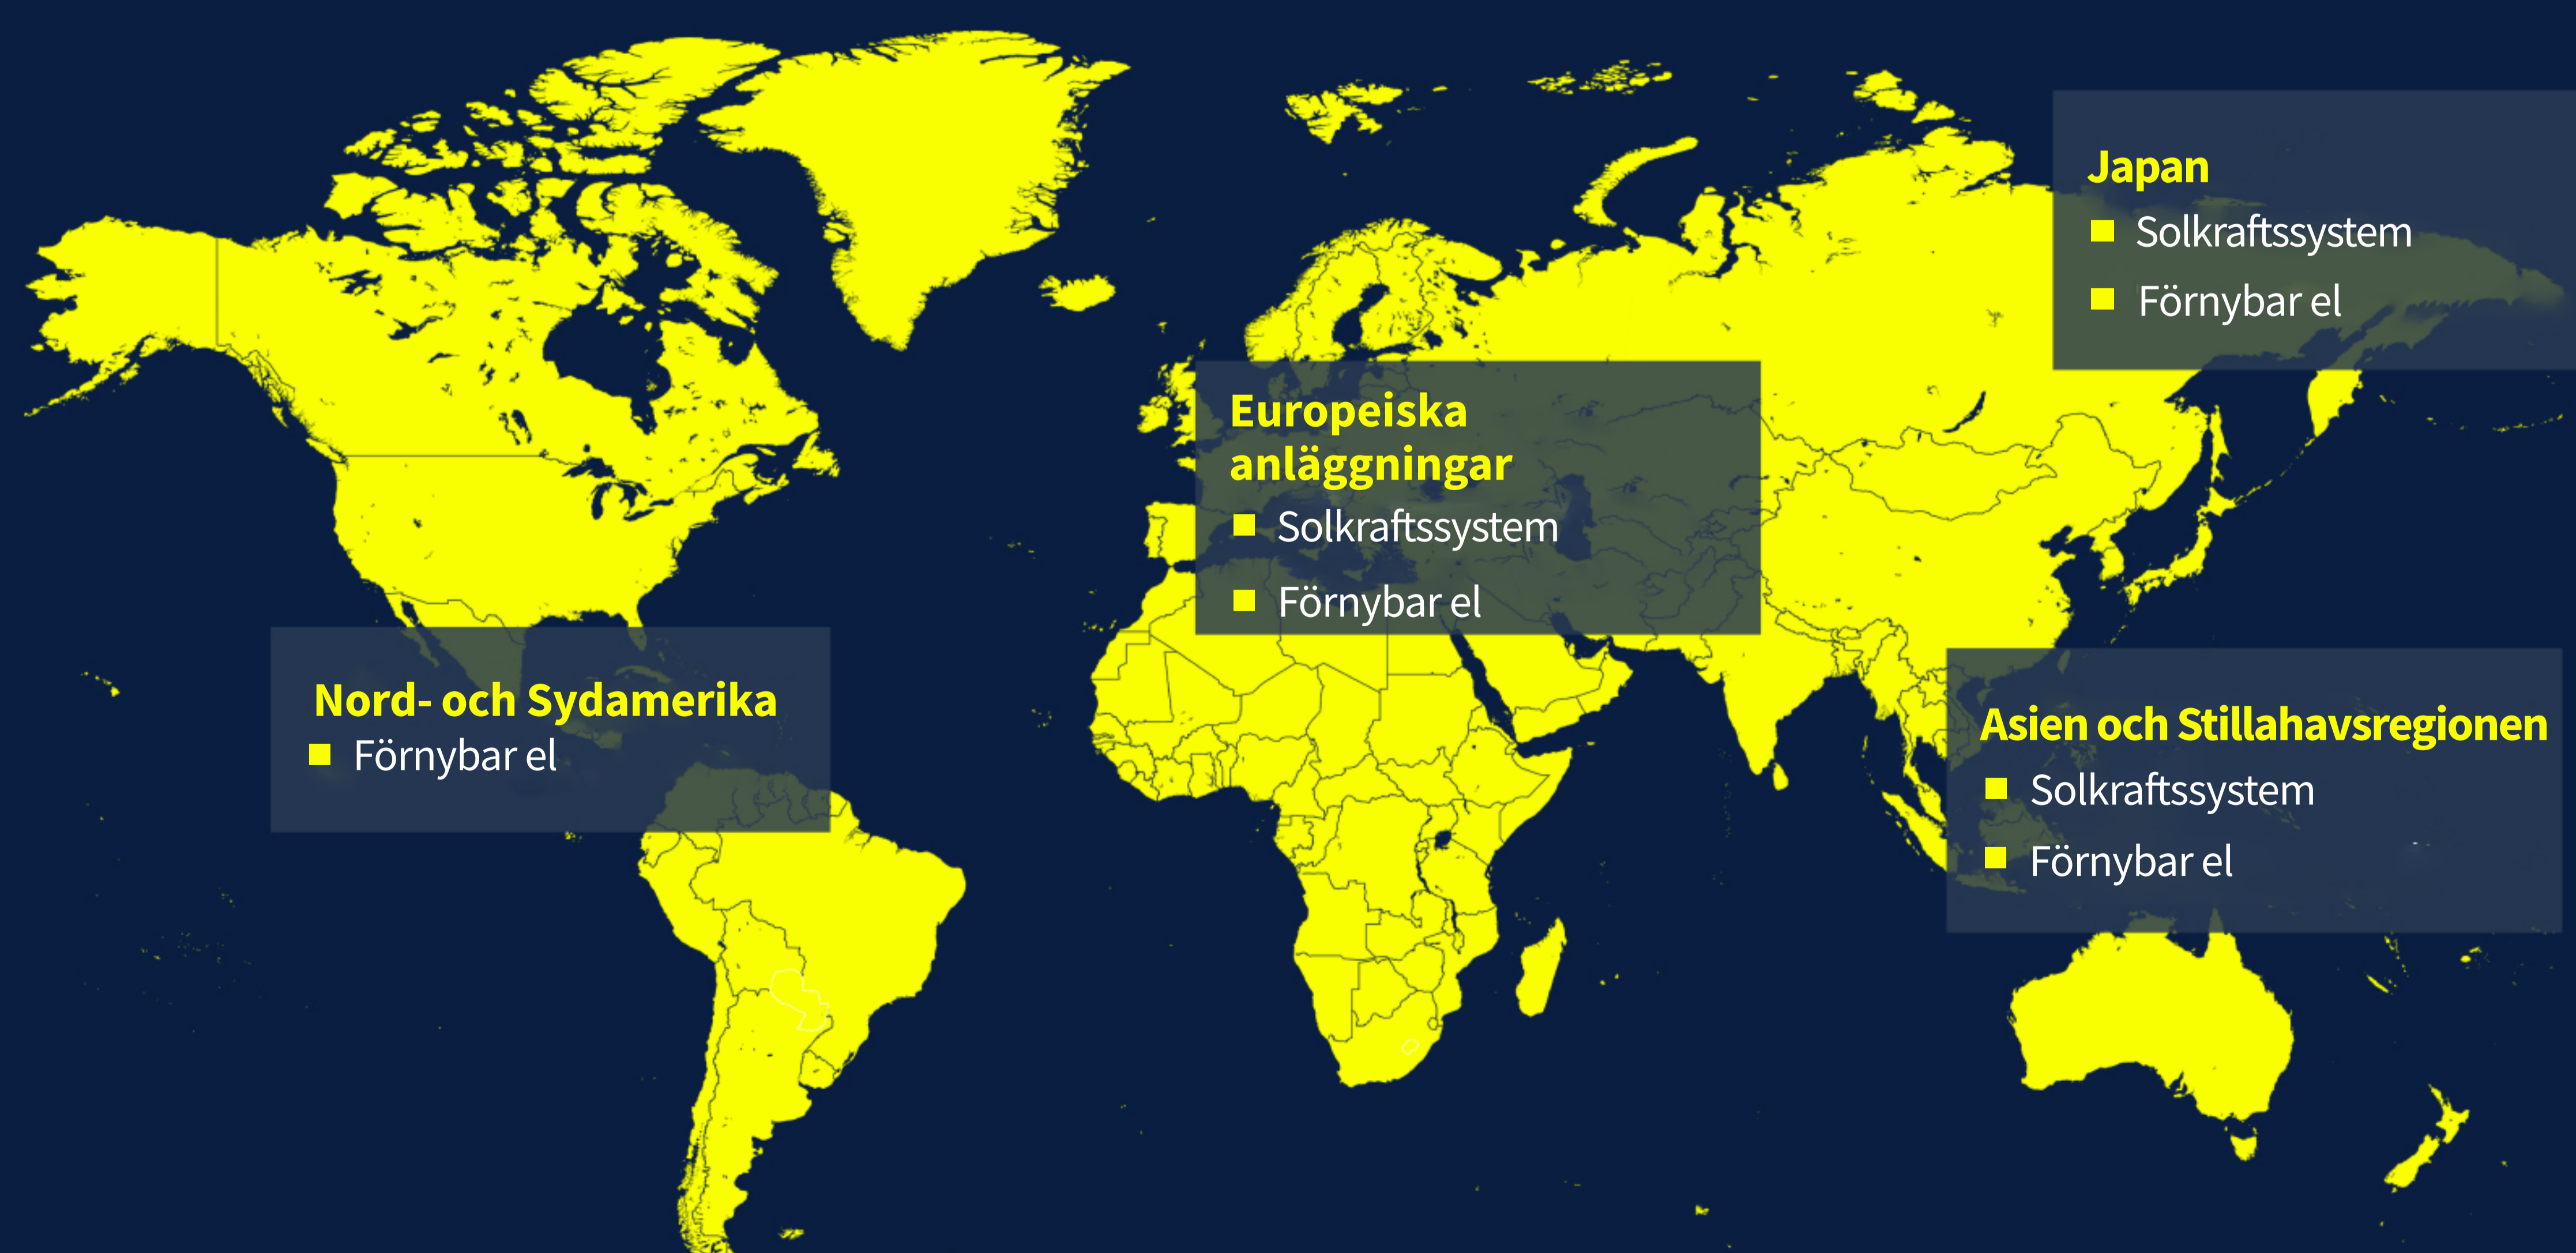 Japan
Solkraftssystem
Förnybar el
Europeiska
anläggningar
Solkraftssystem
Förnybar el
Nord- och Sydamerika
Förnybar el
Asien och Stillahavsregionen
Solkraftssystem
Förnybar el